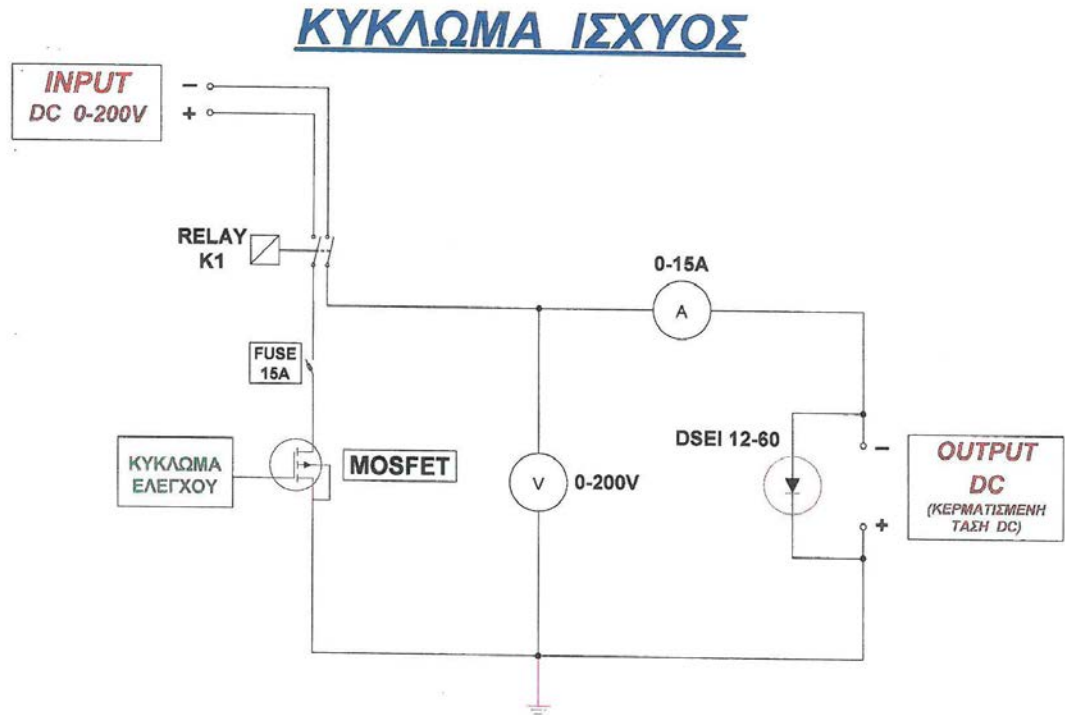 ΚΥΚΛΩΜΑ ΙΣΧΥΟΣ
INPUT
DC 0-200V
–
+
RELAY
K1
0-15A
A
FUSE
15A
DSEI 12-60
–
OUTPUT
DC
(ΚΕΡΜΑΤΙΣΜΕΝΗ
ΤΑΣΗ DC)
+
ΚΥΚΛΩΜΑ
ΕΛΕΓΧΟΥ
MOSFET
V
0-200V